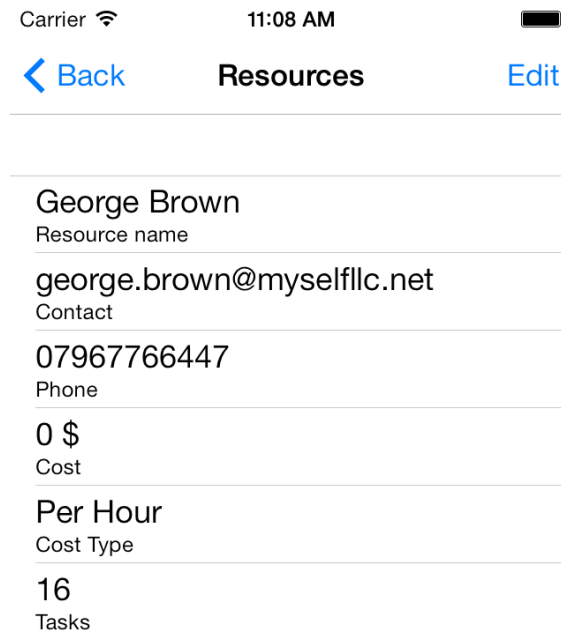 Carrier 11:08 AM
Back Resources Edit
George Brown
Resource name
george.brown@myselfllc.net
Contact
07967766447
Phone
0 $
Cost
Per Hour
Cost Type
16
Tasks